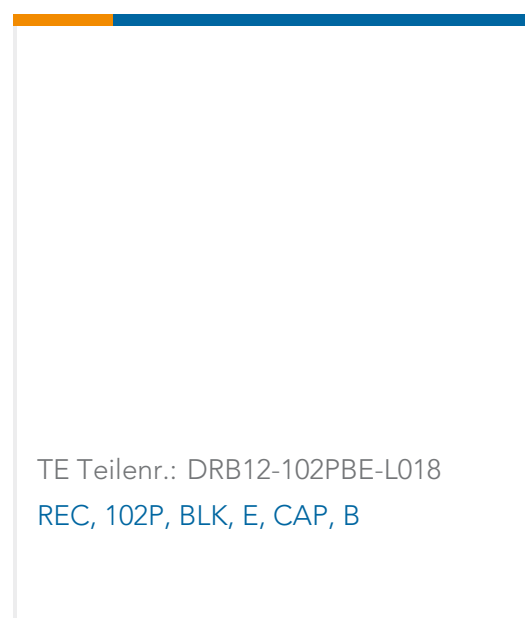 TE Teilenr.: DRB12-102PBE-L018
REC, 102P, BLK, E, CAP, B